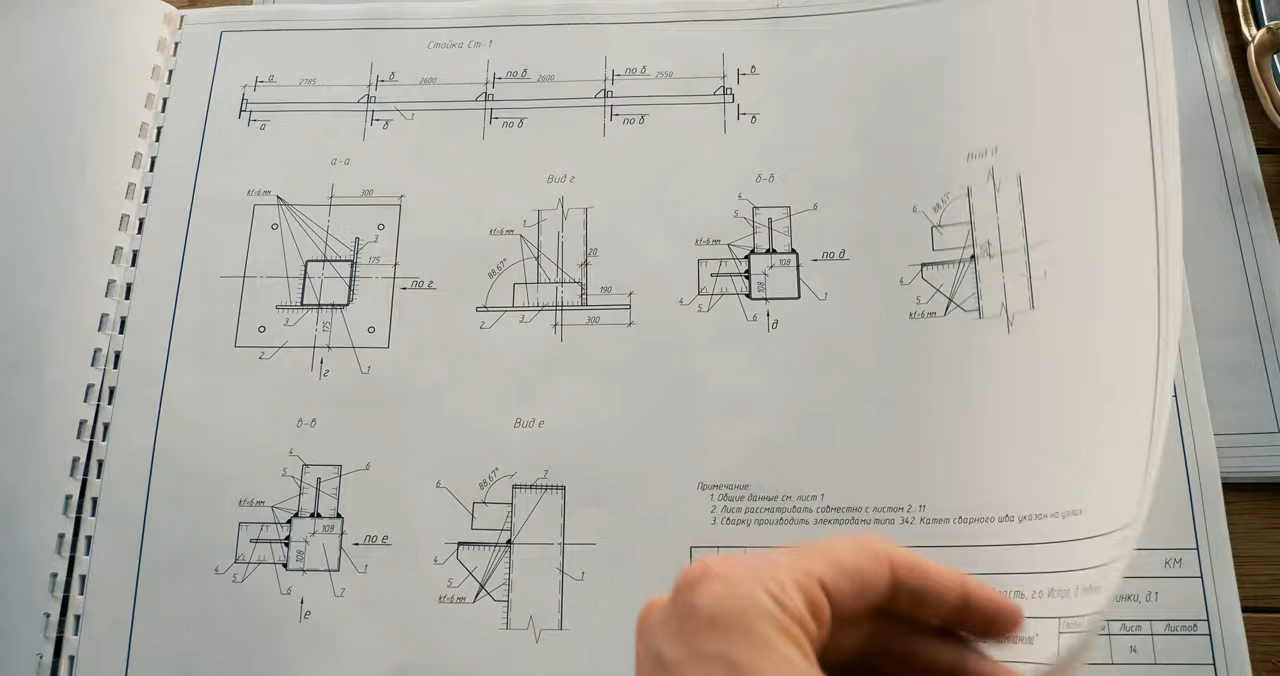 Стойка Ст-1
а б по б по б в
2785 2600 2600 2550
а б 1 по б по б в
а-а
kf=6 мм 300
3
175
по г
3 175
2 г 1
Вид г
1
kf=6 мм
20
88.67°
190
2 3 300
б-б
4 6
5
kf=6 мм
108 по д
108
4 5 6 д 1
Вид д
6 88.67°
4
5
kf=6 мм
в-в
4 6
5
kf=6 мм
108 по е
108
4 5 6 7 1
е
Вид е
6 88.67° 7
4
5 1
kf=6 мм
Примечание:
1. Общие данные см. лист 1
2. Лист рассматривать совместно с листом 2...11
3. Сварку производить электродами типа Э42. Катет сварного шва указан на узлах
КМ
г.о. Истра, д.
инки, д.1
Лист Листов
14